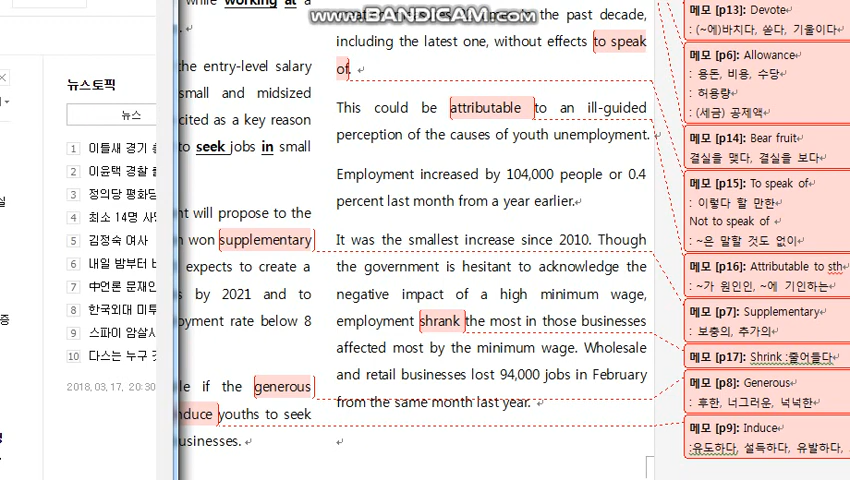 www.BANDICAM.com
뉴스토픽
뉴스
1 이들새 경기
2 이윤택 경찰
3 정의당 평화당
4 최소 14명
5 김정숙 여사
6 내일 밤부터
7 中언론 문재인
8 한국외대 미투
9 스파이 암살시
10 다스는 누구
2018.03.17. 20:30
while working at a
the entry-level salary
small and midsized
cited as a key reason
to seek jobs in small
will propose to the
won supplementary
expects to create a
by 2021 and to
rate below 8
if the generous
induce youths to seek
the past decade,
including the latest one, without effects to speak
of.
This could be attributable to an ill-guided
perception of the causes of youth unemployment.
Employment increased by 104,000 people or 0.4
percent last month from a year earlier.
It was the smallest increase since 2010. Though
the government is hesitant to acknowledge the
negative impact of a high minimum wage,
employment shrank the most in those businesses
affected most by the minimum wage. Wholesale
and retail businesses lost 94,000 jobs in February
from the same month last year.
메모 [p13]: Devote
: (~에)바치다, 쏟다, 기울이다
메모 [p6]: Allowance
: 용돈, 비용, 수당
: 허용량
: (세금) 공제액
메모 [p14]: Bear fruit
결실을 맺다, 결실을 보다
메모 [p15]: To speak of
: 이렇다 할 만한
Not to speak of
: ~은 말할 것도 없이
메모 [p16]: Attributable to sth
: ~가 원인인, ~에 기인하는
메모 [p7]: Supplementary
: 보충의, 추가의
메모 [p17]: Shrink :줄어들다
메모 [p8]: Generous
: 후한, 너그러운, 넉넉한
메모 [p9]: Induce
:유도하다, 설득하다, 유발하다,